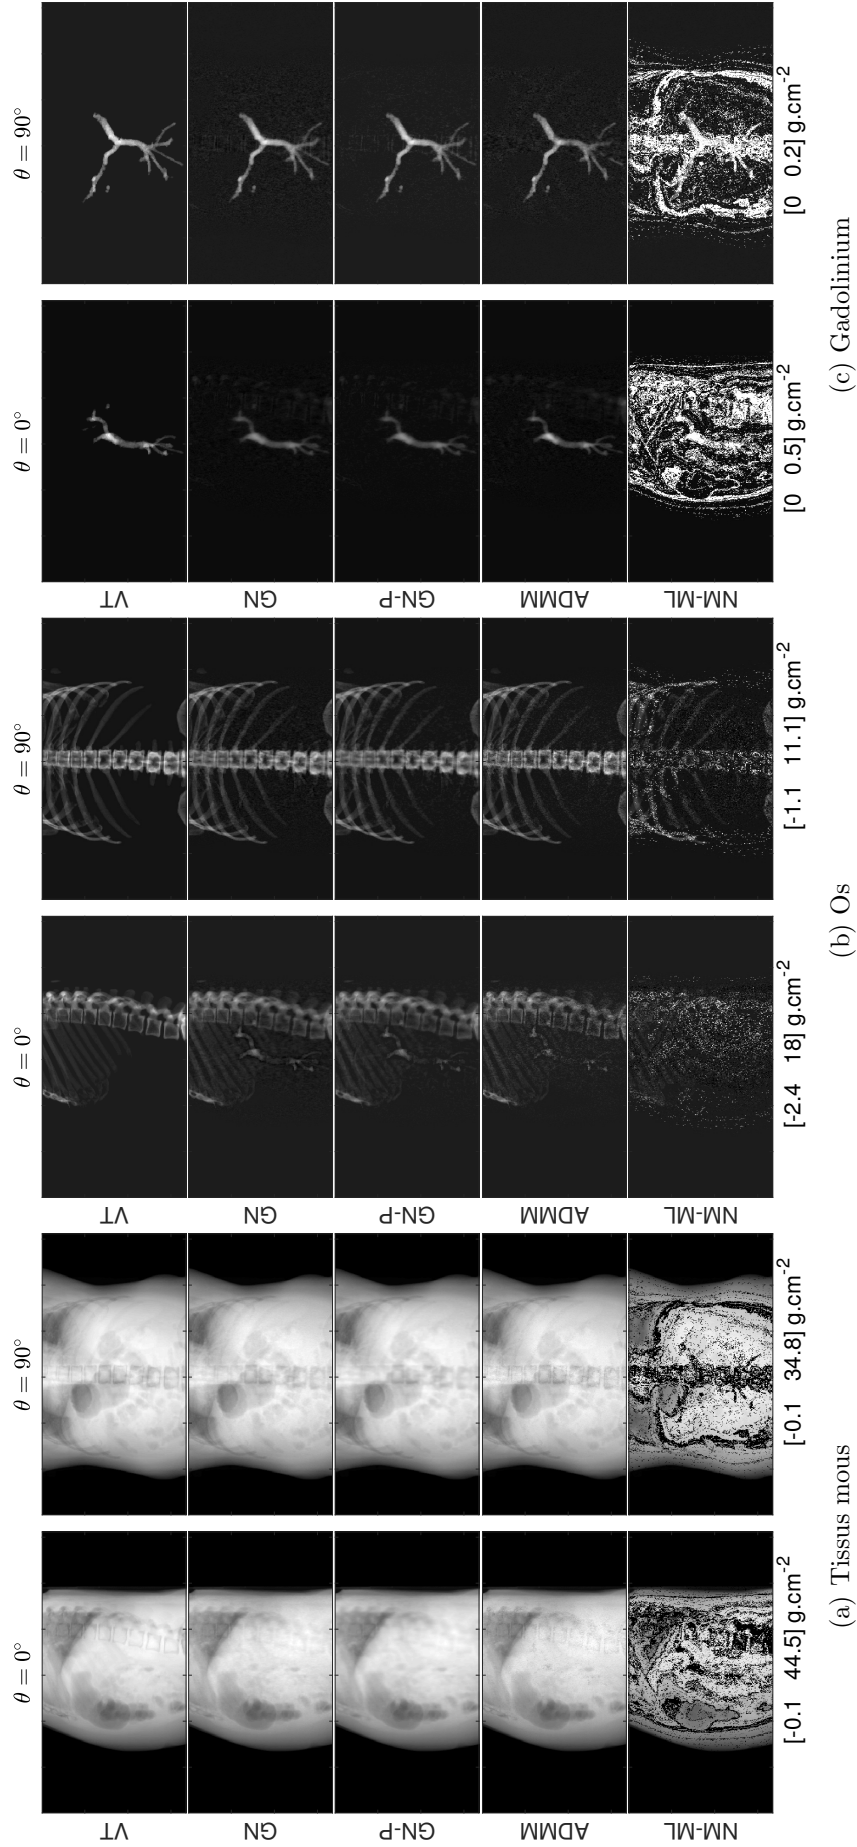 θ = 0° θ = 90° θ = 0° θ = 90° θ = 0° θ = 90°
VT VT VT
GN GN GN
GN-P GN-P GN-P
ADMM ADMM ADMM
NM-ML NM-ML NM-ML
[-0.1 44.5] g.cm-2 [-0.1 34.8] g.cm-2 [-2.4 18] g.cm-2 [-1.1 11.1] g.cm-2 [0 0.5] g.cm-2 [0 0.2] g.cm-2
(a) Tissus mous (b) Os (c) Gadolinium